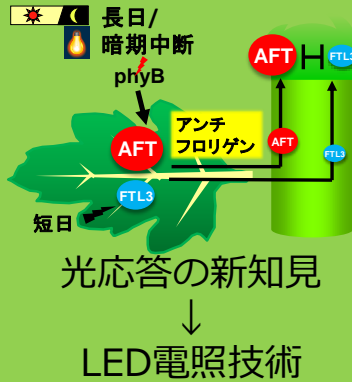 長日/
暗期中断
phyB
AFT
FTL3
短日
アンチ
フロリゲン
AFT
FTL3
AFT
FTL3
光応答の新知見
↓
LED電照技術